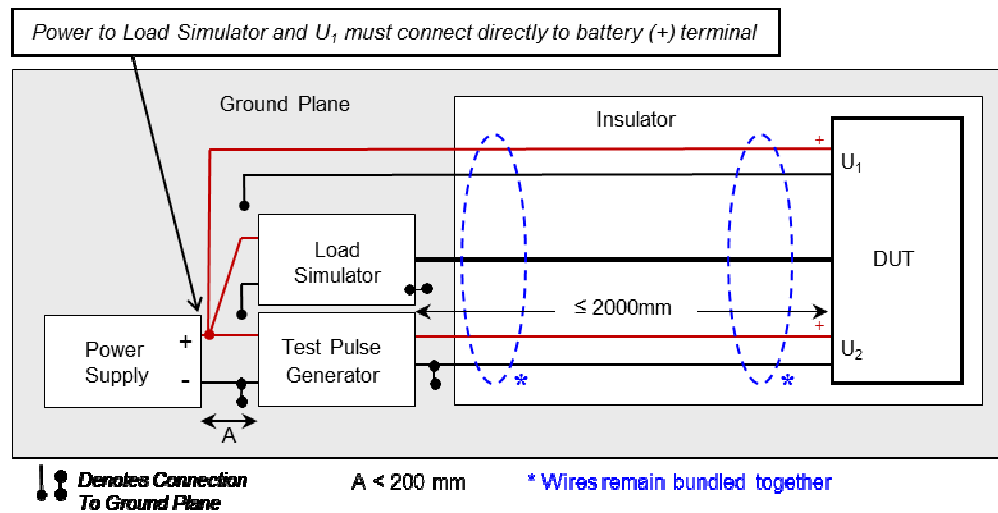 Power to Load Simulator and U1 must connect directly to battery (+) terminal
Ground Plane
Insulator
+
U1
Load
Simulator
DUT
≤ 2000mm
+
Power
Supply
+
-
Test Pulse
Generator
U2
*
*
A
Denotes Connection
To Ground Plane
A < 200 mm
* Wires remain bundled together